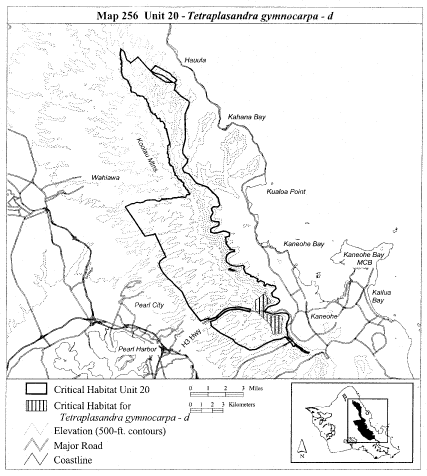 Map 256 Unit 20 - Tetraplasandra gymnocarpa - d
Hauula
Kahana Bay
Koolau Mtns.
Wahiawa
Kualoa Point
Kaneohe Bay
Kaneohe Bay
MCB
Kailua
Bay
Pearl City
Kaneohe
H3 HWY
Pearl Harbor
Critical Habitat Unit 20
Critical Habitat for
Tetraplasandra gymnocarpa - d
Elevation (500-ft. contours)
Major Road
Coastline
0 1 2 3 Miles
0 1 2 3 Kilometers
N